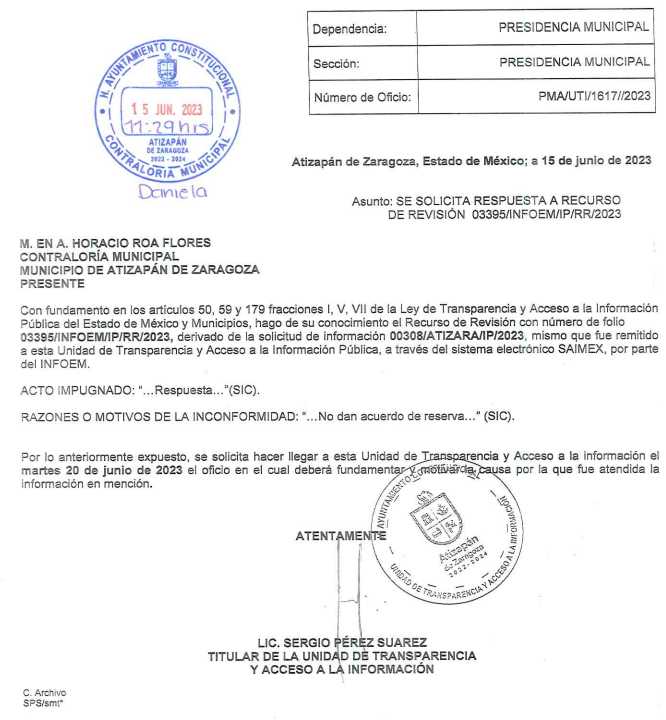 Dependencia: PRESIDENCIA MUNICIPAL
Sección: PRESIDENCIA MUNICIPAL
Número de Oficio: PMA/UTI/1617//2023
H. AYUNTAMIENTO CONSTITUCIONAL
15 JUN. 2023
11:29 hrs
ATIZAPÁN
DE ZARAGOZA
2022 - 2024
CONTRALORÍA MUNICIPAL
Daniela
Atizapán de Zaragoza, Estado de México; a 15 de junio de 2023
Asunto: SE SOLICITA RESPUESTA A RECURSO
DE REVISIÓN 03395/INFOEM/IP/RR/2023
M. EN A. HORACIO ROA FLORES
CONTRALORÍA MUNICIPAL
MUNICIPIO DE ATIZAPÁN DE ZARAGOZA
PRESENTE
Con fundamento en los artículos 50, 59 y 179 fracciones I, V, VII de la Ley de Transparencia y Acceso a la Información
Pública del Estado de México y Municipios, hago de su conocimiento el Recurso de Revisión con número de folio
03395/INFOEM/IP/RR/2023, derivado de la solicitud de información 00308/ATIZARA/IP/2023, mismo que fue remitido
a esta Unidad de Transparencia y Acceso a la Información Pública, a través del sistema electrónico SAIMEX, por parte
del INFOEM.
ACTO IMPUGNADO: “...Respuesta...”(SIC).
RAZONES O MOTIVOS DE LA INCONFORMIDAD: “...No dan acuerdo de reserva...” (SIC).
Por lo anteriormente expuesto, se solicita hacer llegar a esta Unidad de Transparencia y Acceso a la información el
martes 20 de junio de 2023 el oficio en el cual deberá fundamentar y motivar la causa por la que fue atendida la
información en mención.
ATENTAMENTE
AYUNTAMIENTO CONSTITUCIONAL
Atizapán
de Zaragoza
2022-2024
UNIDAD DE TRANSPARENCIA Y ACCESO A LA INFORMACIÓN
LIC. SERGIO PÉREZ SUAREZ
TITULAR DE LA UNIDAD DE TRANSPARENCIA
Y ACCESO A LA INFORMACIÓN
C. Archivo
SPS/smt*